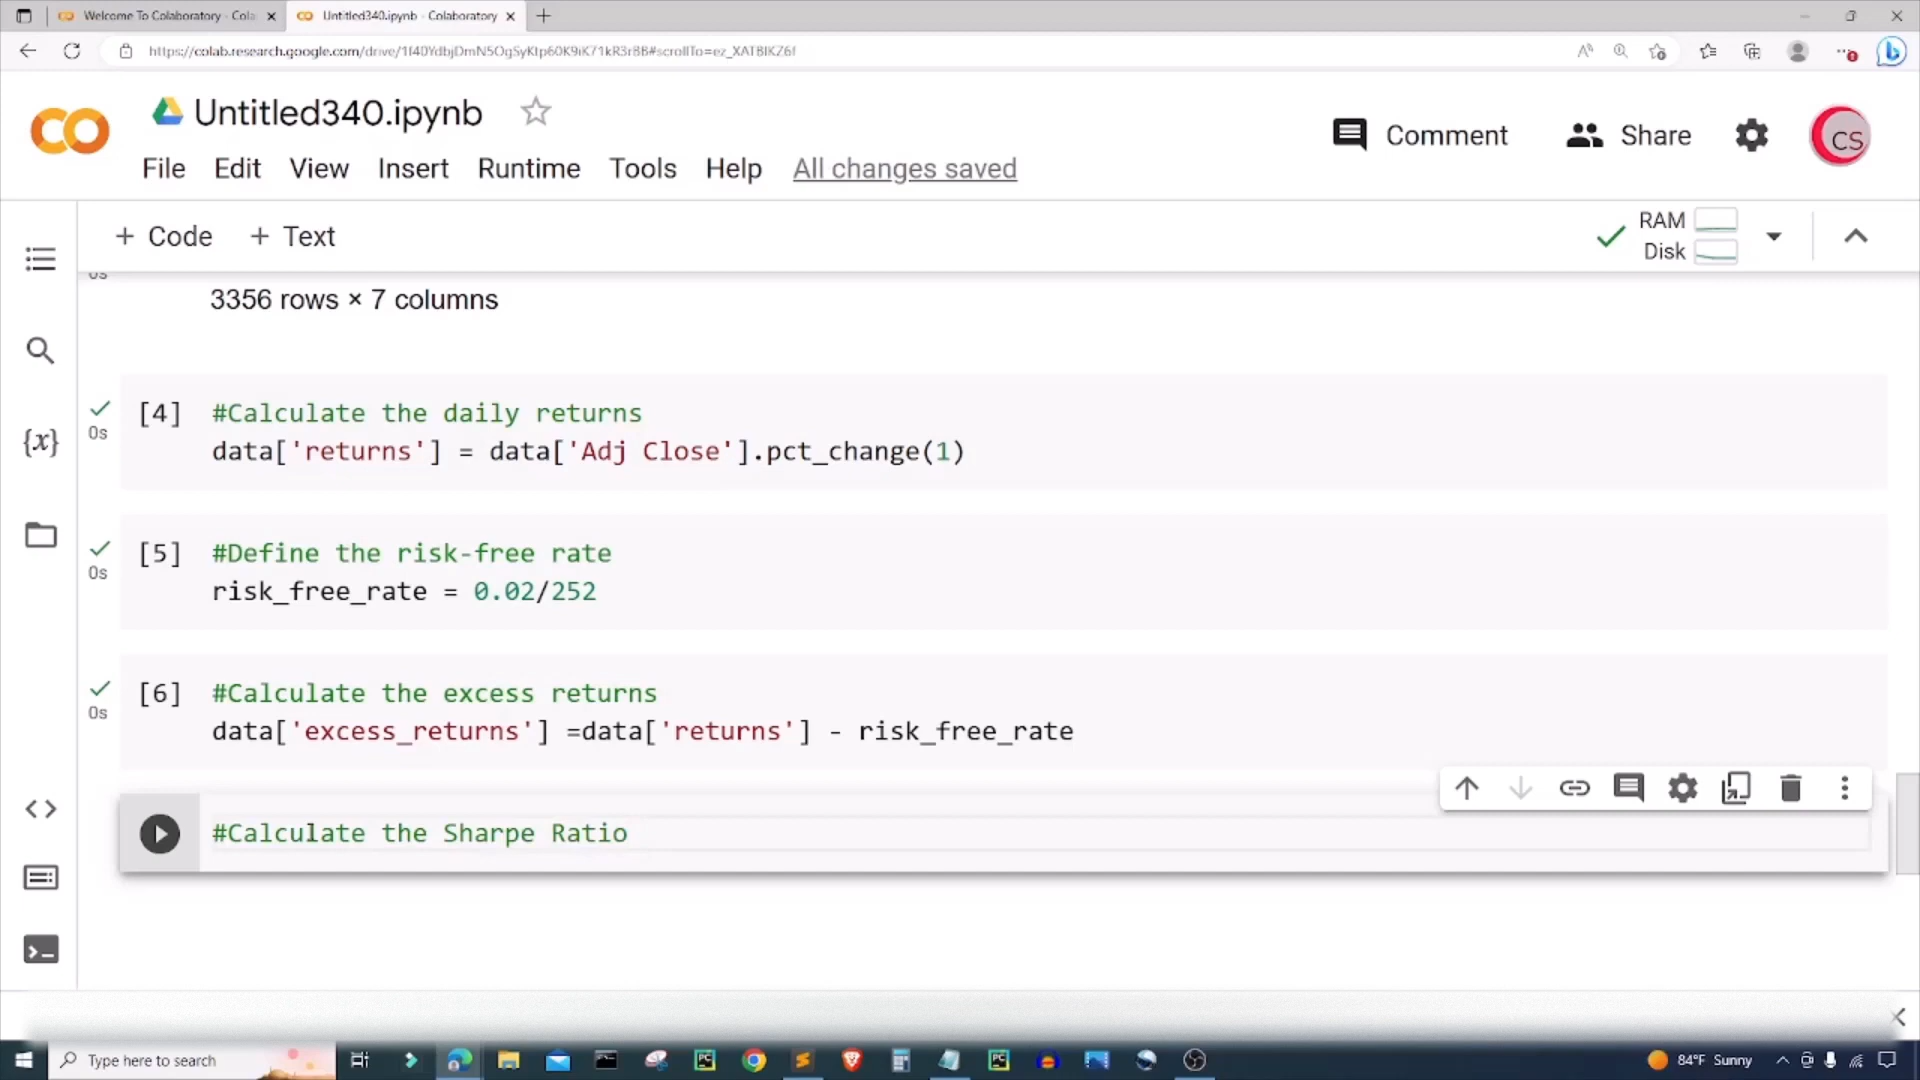 Welcome To Colaboratory - Cola
Untitled340.ipynb - Colaboratory
Untitled340.ipynb
Comment
Share
CS
File Edit View Insert Runtime Tools Help All changes saved
+ Code + Text
RAM
Disk
0s
3356 rows × 7 columns
[4] #Calculate the daily returns
0s
data['returns'] = data['Adj Close'].pct_change(1)
[5] #Define the risk-free rate
0s
risk_free_rate = 0.02/252
[6] #Calculate the excess returns
0s
data['excess_returns'] =data['returns'] - risk_free_rate
#Calculate the Sharpe Ratio
Type here to search
84°F Sunny